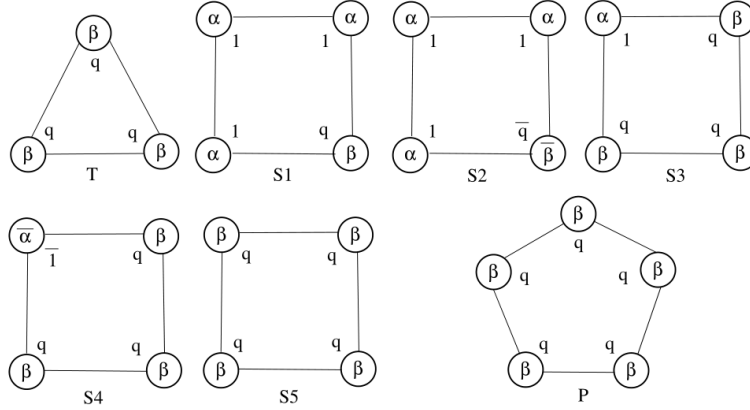 β
q
q q
β β
T
α α
1 1
1 q
α β
S1
α α
1 1
1 q̅
α β̅
S2
α β
1 q
q q
β β
S3
α̅ β
1̅ q
q q
β β
S4
β β
q q
q q
β β
S5
β
q
β q q β
q q
β β
P